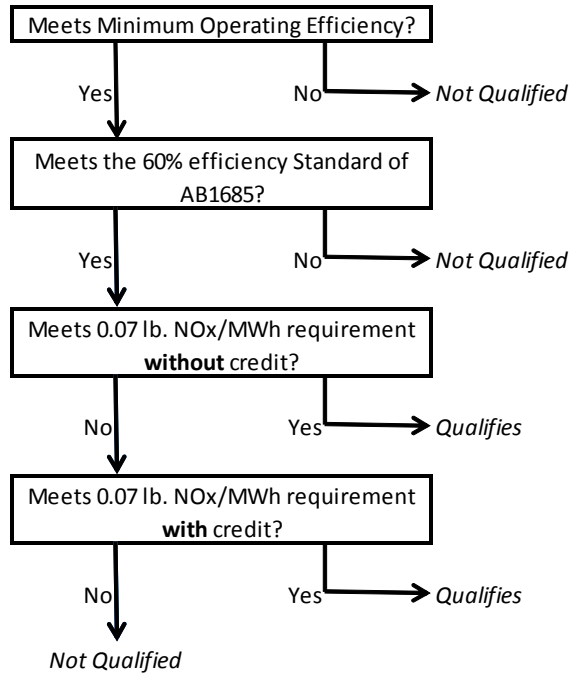 Meets Minimum Operating Efficiency?
Yes
No
Not Qualified
Meets the 60% efficiency Standard of
AB1685?
Yes
No
Not Qualified
Meets 0.07 lb. NOx/MWh requirement
without credit?
No
Yes
Qualifies
Meets 0.07 lb. NOx/MWh requirement
with credit?
No
Yes
Qualifies
Not Qualified